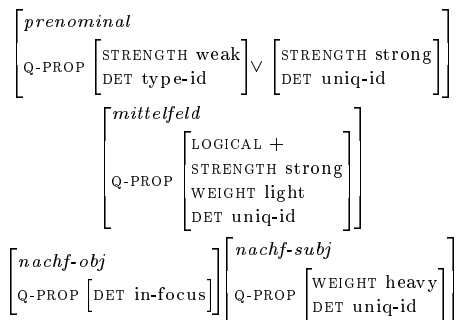 prenominal
Q-PROP [STRENGTH weak DET type-id] ∨ [STRENGTH strong DET uniq-id]
mittelfeld
Q-PROP [LOGICAL +
STRENGTH strong
WEIGHT light
DET uniq-id]
nachf-obj
Q-PROP [DET in-focus]
nachf-subj
Q-PROP [WEIGHT heavy
DET uniq-id]